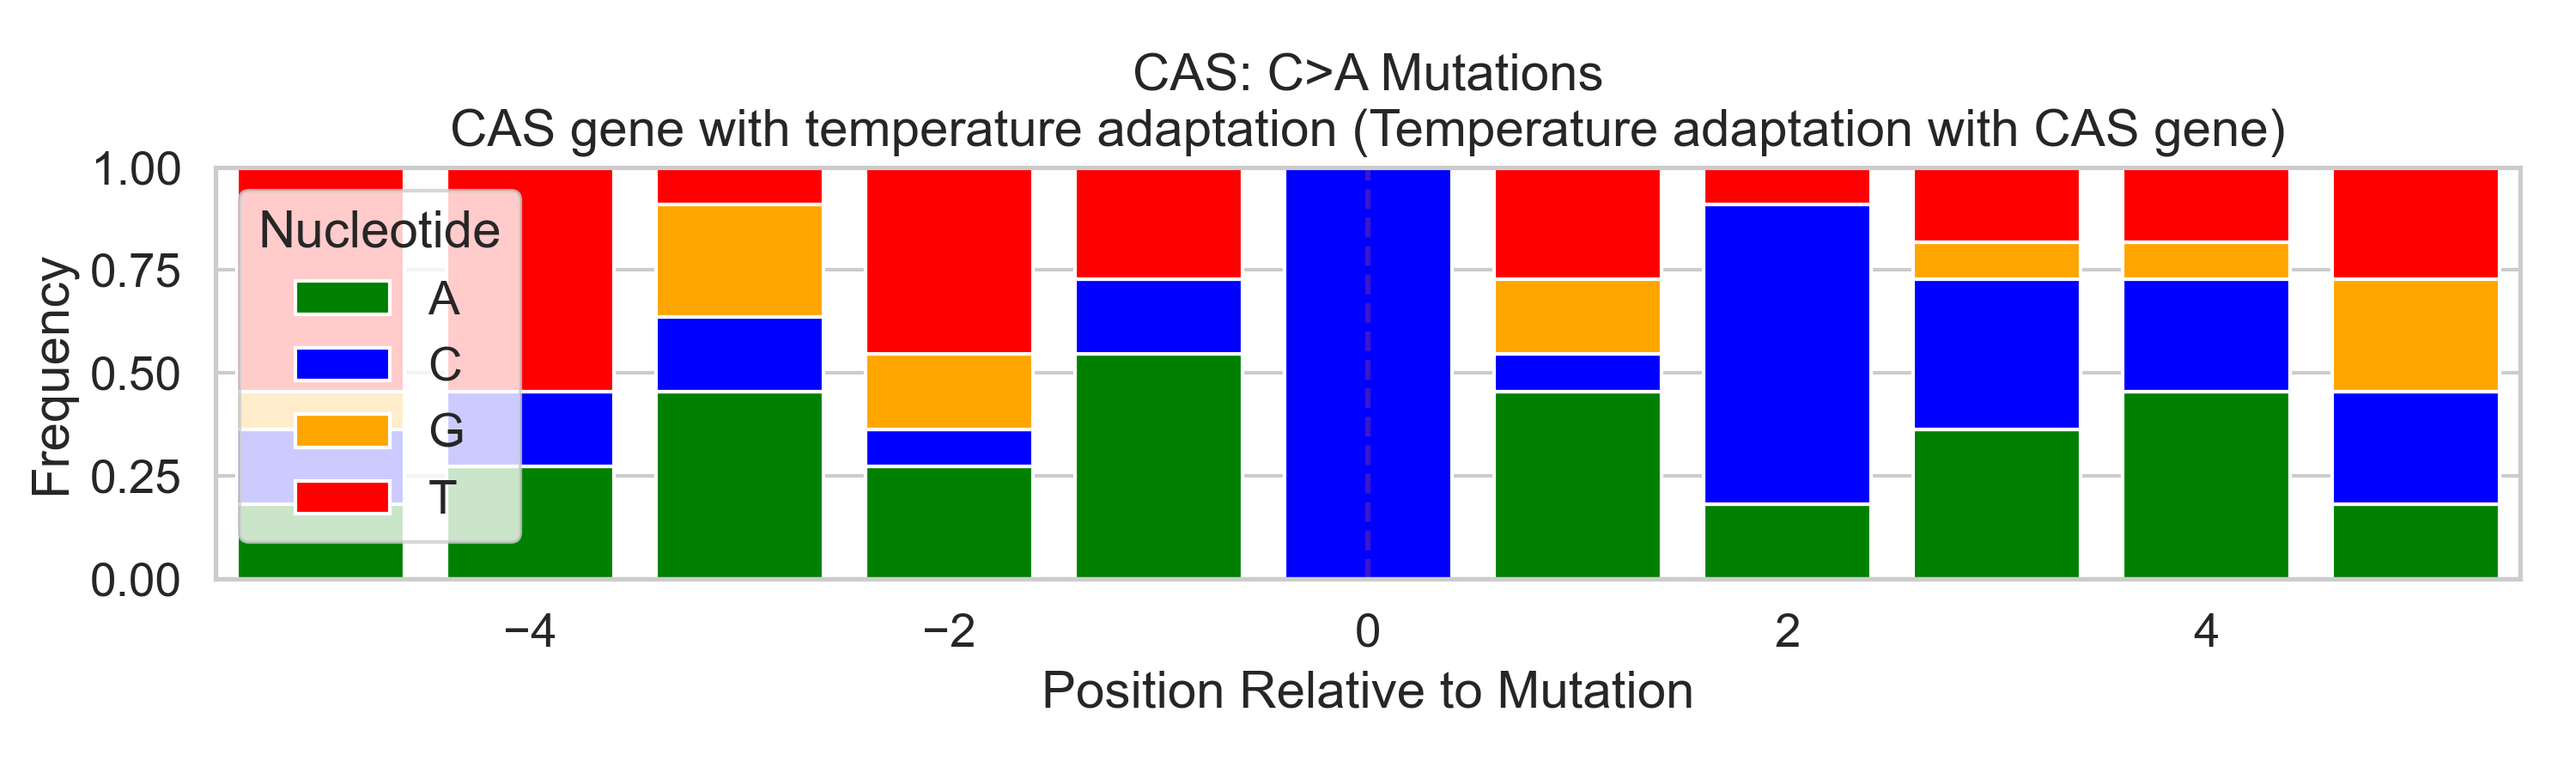 CAS: C>A Mutations
CAS gene with temperature adaptation (Temperature adaptation with CAS gene)
1.00
0.75
0.50
0.25
0.00
Frequency
Nucleotide
A
C
G
T
−4
−2
0
2
4
Position Relative to Mutation